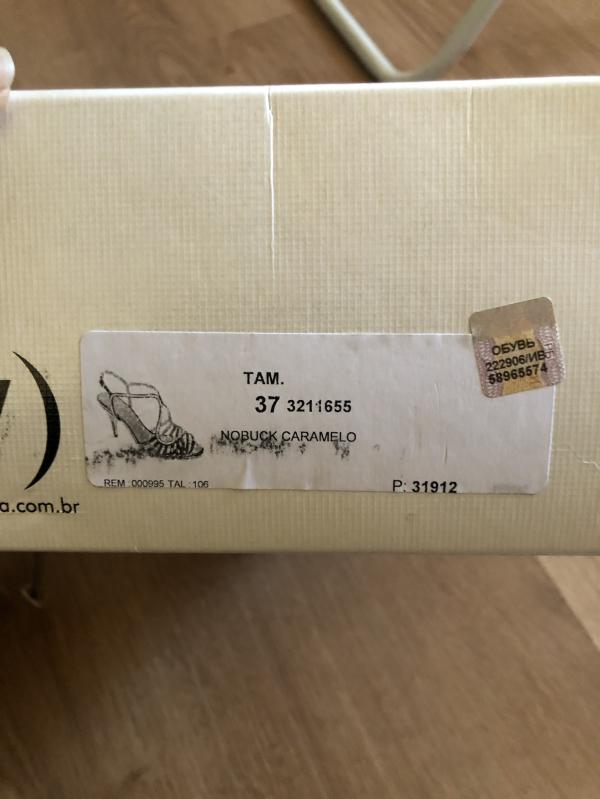 TAM.
37 3211655
NOBUCK CARAMELO
REM :000995 TAL :106
P: 31912
ОБУВЬ
222906/ИВ
58965574
a.com.br